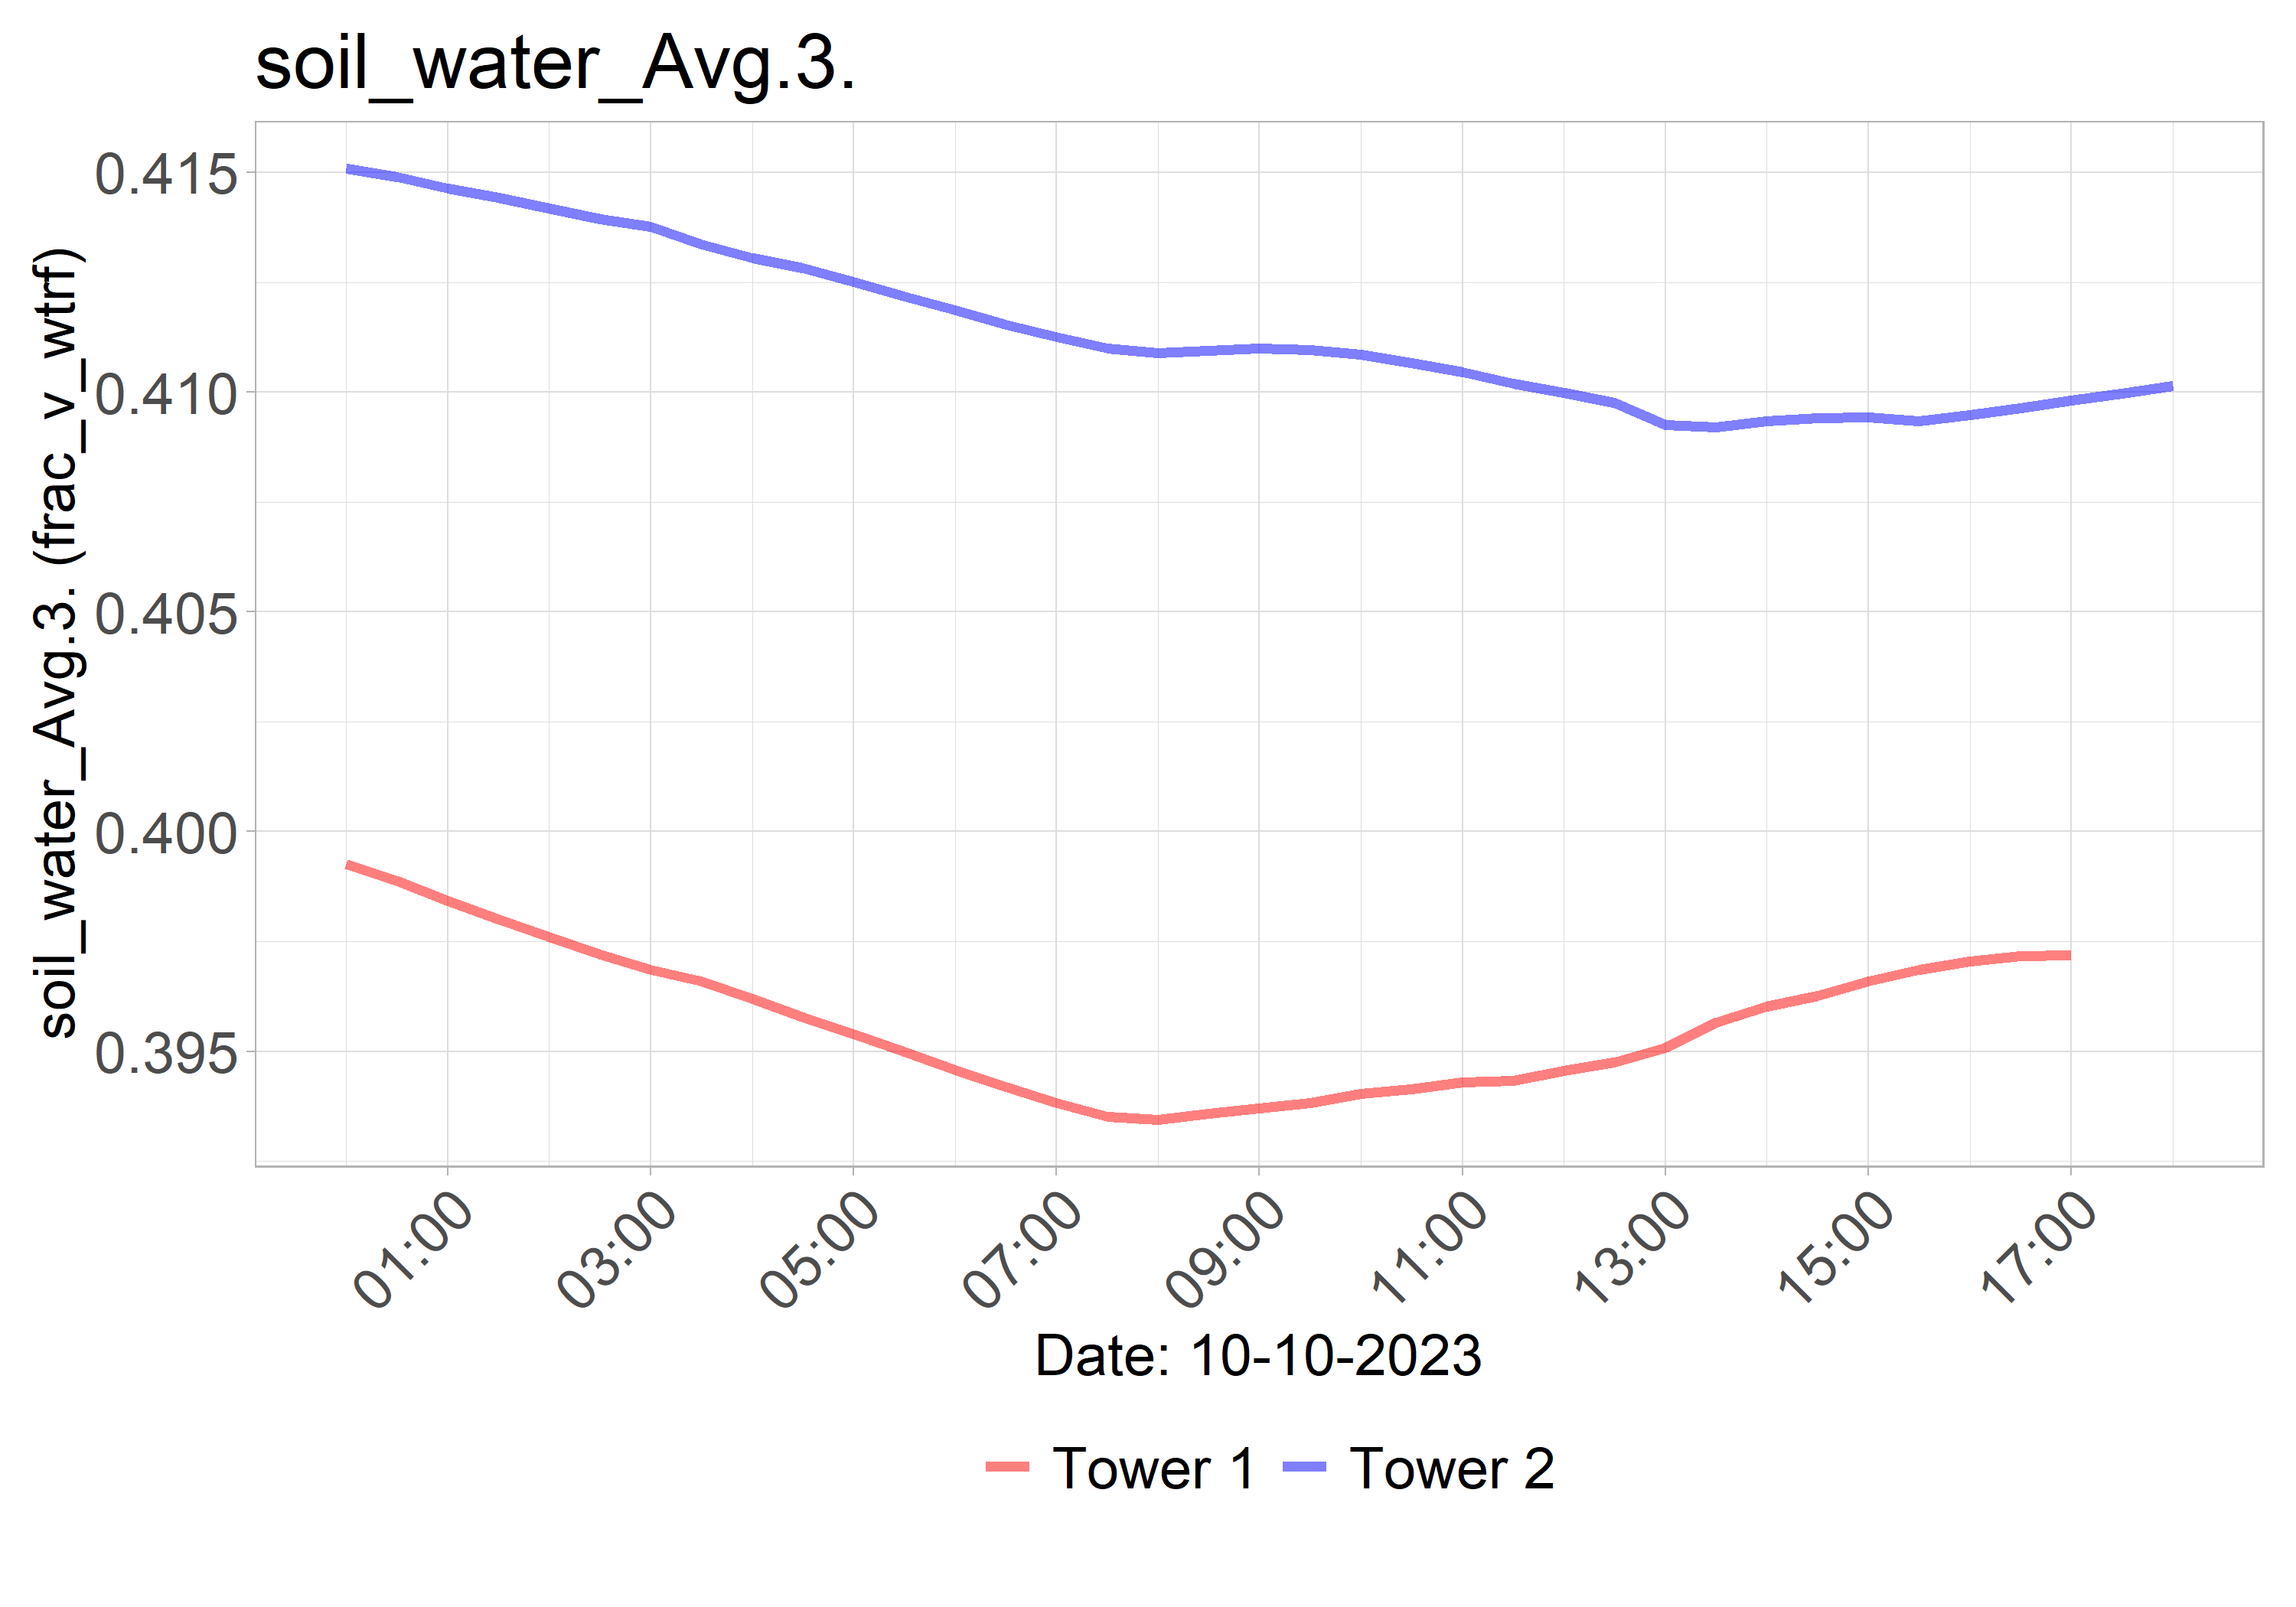 soil_water_Avg.3.
soil_water_Avg.3. (frac_v_wtrf)
0.415
0.410
0.405
0.400
0.395
01:00
03:00
05:00
07:00
09:00
11:00
13:00
15:00
17:00
Date: 10-10-2023
Tower 1
Tower 2